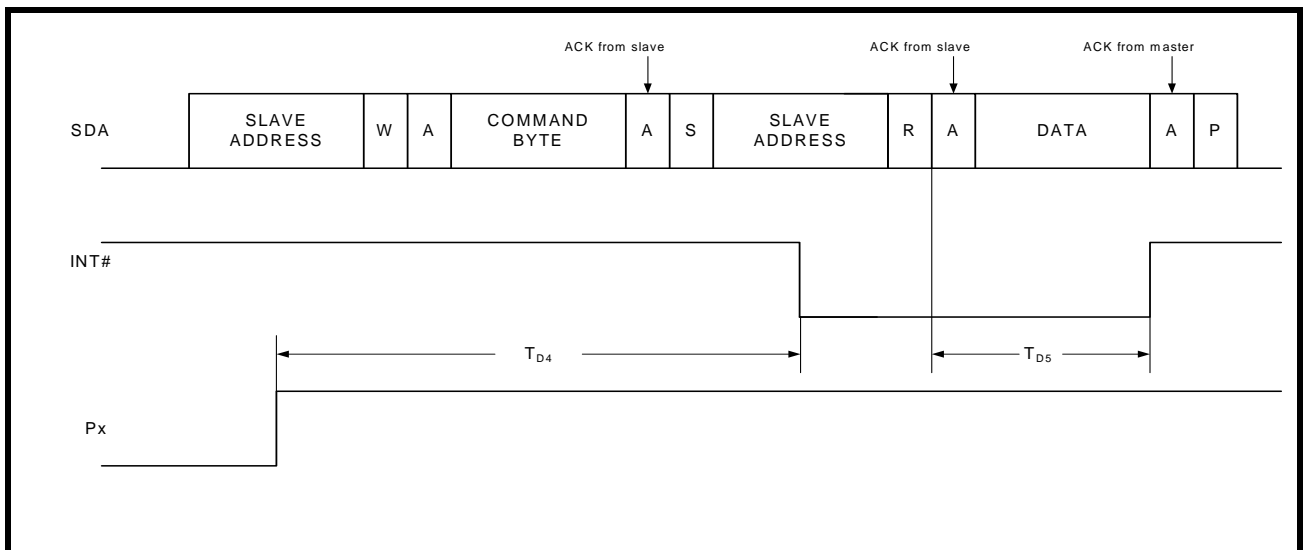 ACK from slave ACK from slave ACK from master
SDA SLAVE ADDRESS W A COMMAND BYTE A S SLAVE ADDRESS R A DATA A P
INT#
TD4 TD5
Px